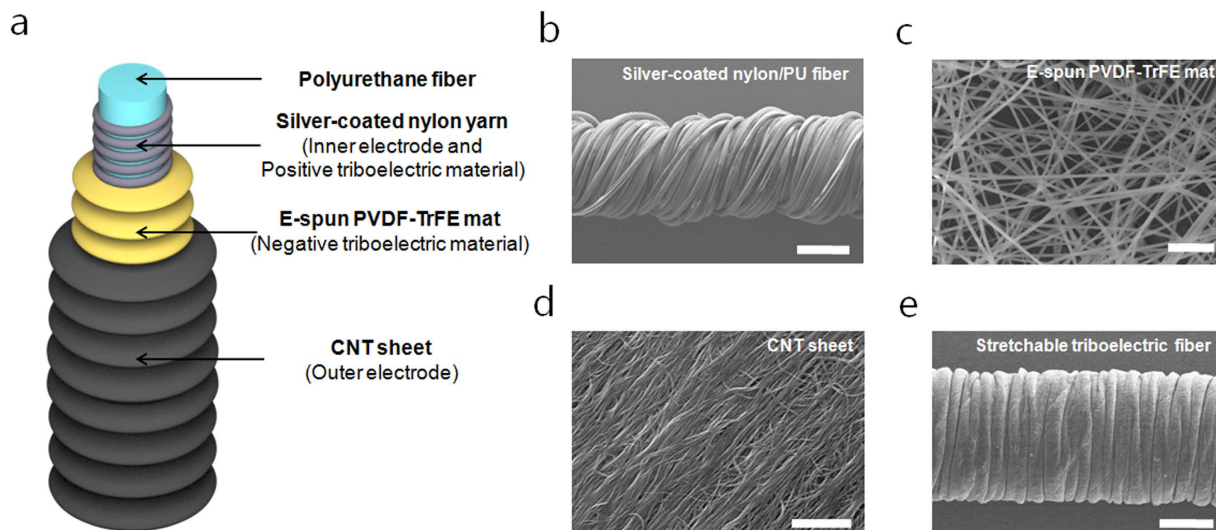 a
Polyurethane fiber
Silver-coated nylon yarn
(Inner electrode and
Positive triboelectric material)
E-spun PVDF-TrFE mat
(Negative triboelectric material)
CNT sheet
(Outer electrode)
b
Silver-coated nylon/PU fiber
c
E-spun PVDF-TrFE mat
d
CNT sheet
e
Stretchable triboelectric fiber